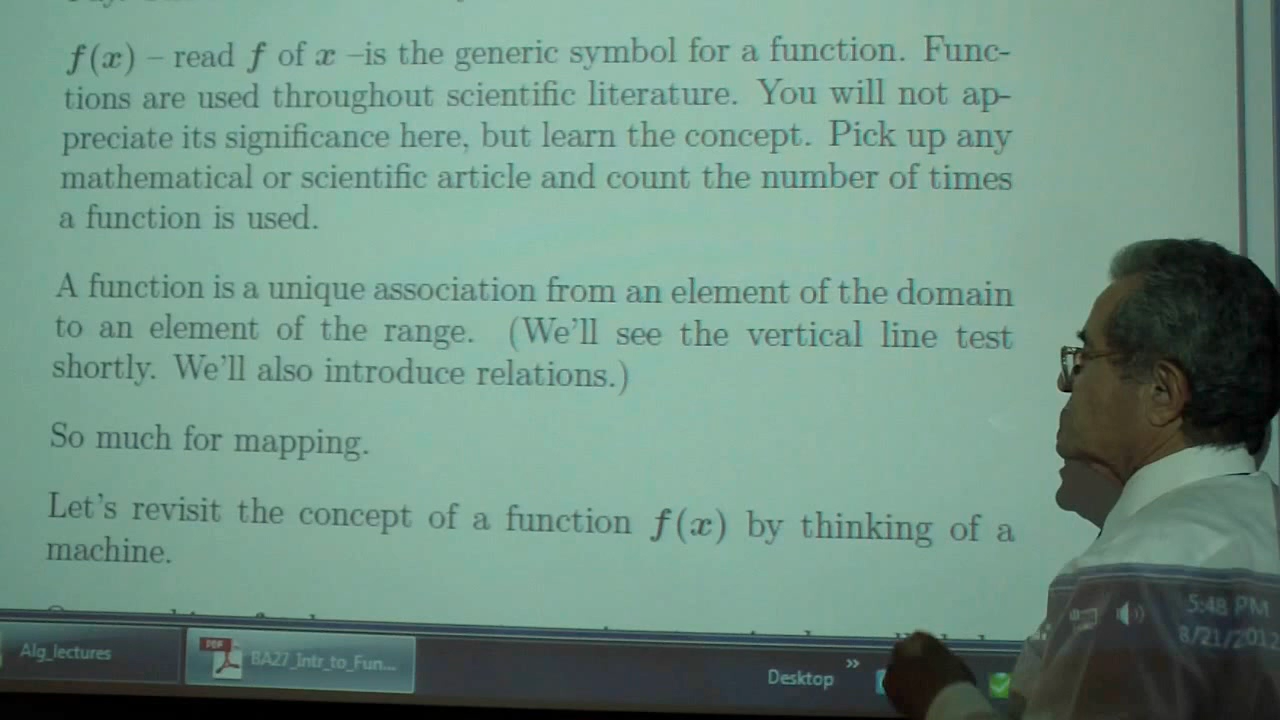 f(x) – read f of x –is the generic symbol for a function. Func-
tions are used throughout scientific literature. You will not ap-
preciate its significance here, but learn the concept. Pick up any
mathematical or scientific article and count the number of times
a function is used.
A function is a unique association from an element of the domain
to an element of the range. (We'll see the vertical line test
shortly. We'll also introduce relations.)
So much for mapping.
Let's revisit the concept of a function f(x) by thinking of a
machine.
Alg_lectures
PDF
BA27_Intr_to_Fun...
Desktop
»
5:48 PM
8/21/2012